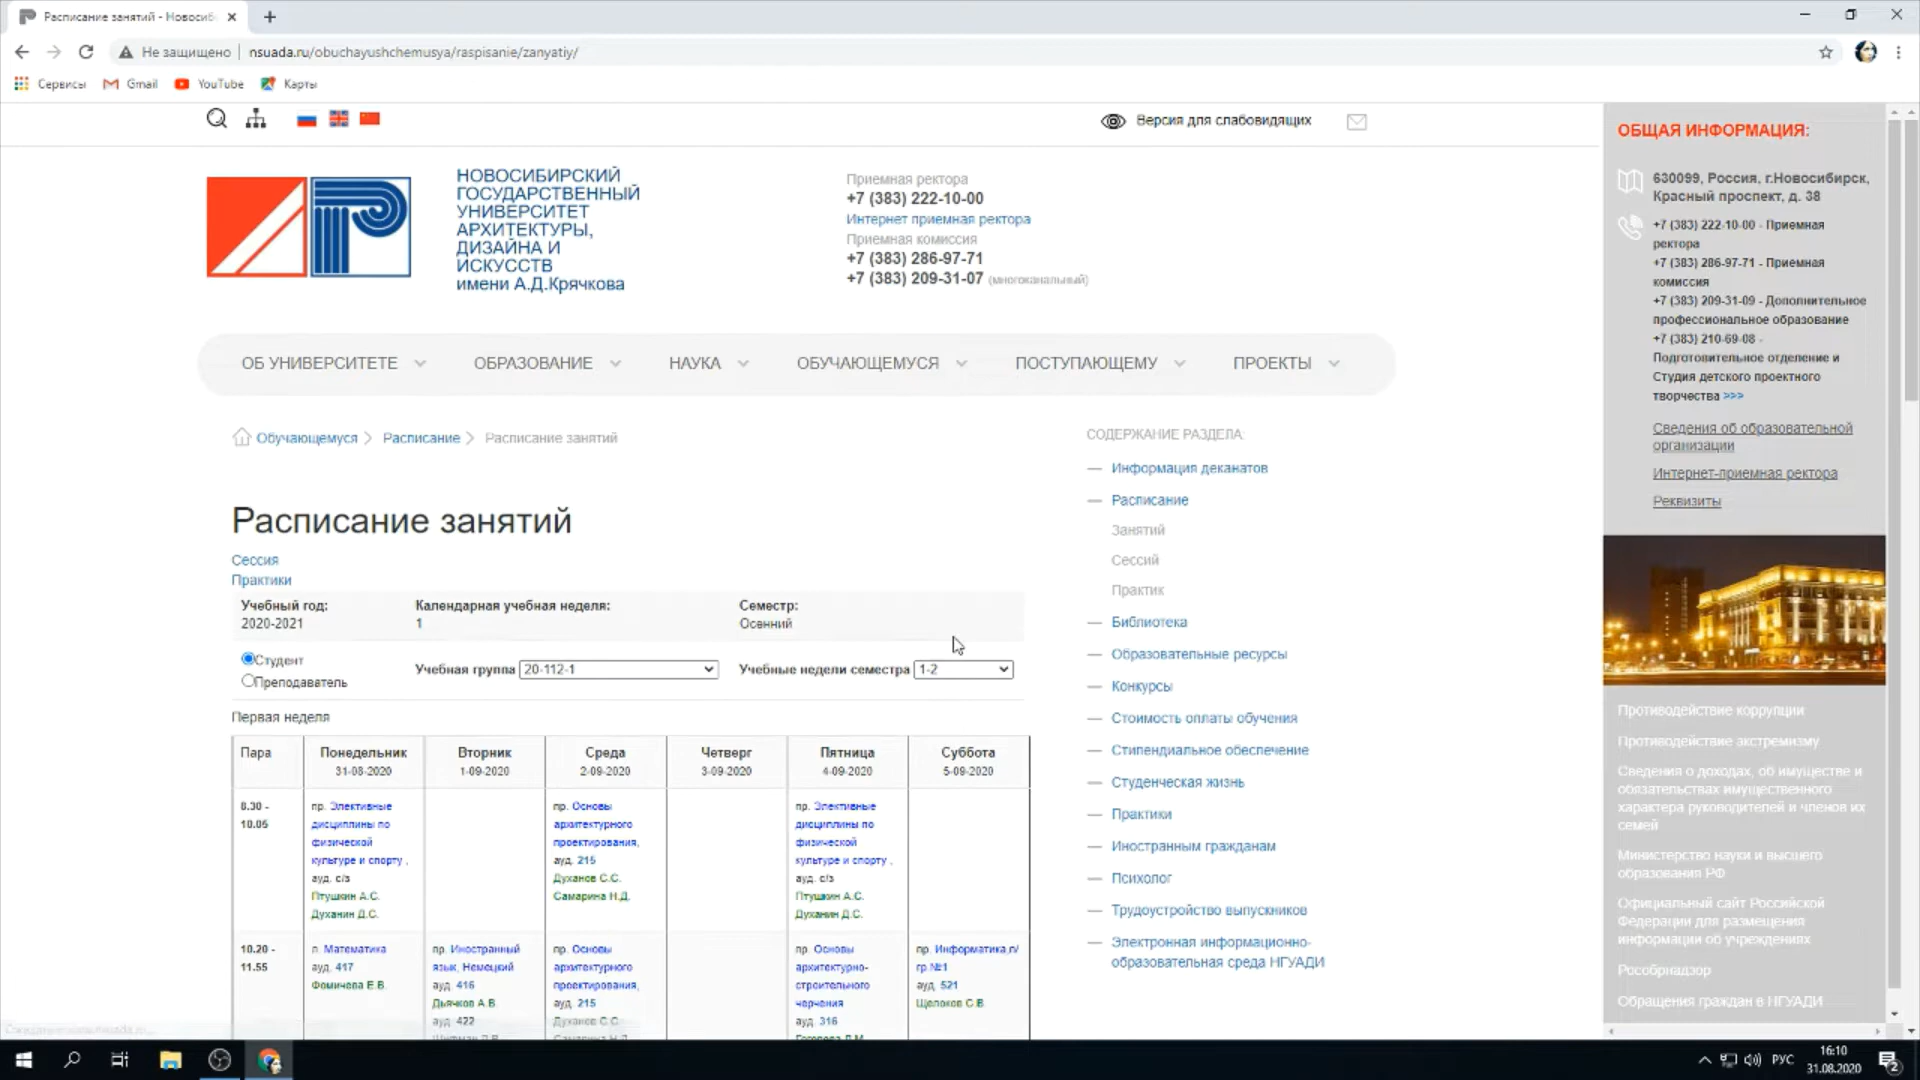 Расписание занятий - Новосиб
Не защищено
nsuada.ru/obuchayushchemusya/raspisanie/zanyatiy/
Сервисы
Gmail
YouTube
Карты
Версия для слабовидящих
НОВОСИБИРСКИЙ
ГОСУДАРСТВЕННЫЙ
УНИВЕРСИТЕТ
АРХИТЕКТУРЫ,
ДИЗАЙНА И
ИСКУССТВ
имени А.Д.Крячкова
Приемная ректора
+7 (383) 222-10-00
Интернет приемная ректора
Приемная комиссия
+7 (383) 286-97-71
+7 (383) 209-31-07 (многоканальный)
ОБ УНИВЕРСИТЕТЕ
ОБРАЗОВАНИЕ
НАУКА
ОБУЧАЮЩЕМУСЯ
ПОСТУПАЮЩЕМУ
ПРОЕКТЫ
Обучающемуся
Расписание
Расписание занятий
Расписание занятий
Сессия
Практики
Учебный год:
2020-2021
Календарная учебная неделя:
1
Семестр:
Осенний
Студент
Преподаватель
Учебная группа 20-112-1
Учебные недели семестра 1-2
Первая неделя
Пара
Понедельник
31-08-2020
Вторник
1-09-2020
Среда
2-09-2020
Четверг
3-09-2020
Пятница
4-09-2020
Суббота
5-09-2020
8.30 -
10.05
пр. Элективные
дисциплины по
физической
культуре и спорту ,
ауд. с/з
Птушкин А.С.
Духанин Д.С.
пр. Основы
архитектурного
проектирования,
ауд. 215
Духанов С.С.
Самарина Н.Д.
пр. Элективные
дисциплины по
физической
культуре и спорту ,
ауд. с/з
Птушкин А.С.
Духанин Д.С.
10.20 -
11.55
л. Математика
ауд. 417
Фомичева Е.В.
пр. Иностранный
язык, Немецкий
ауд. 416
Дьячков А.В.
ауд. 422
пр. Основы
архитектурного
проектирования,
ауд. 215
Духанов С.С.
Самарина Н.Д.
пр. Основы
архитектурно-
строительного
черчения
ауд. 316
пр. Информатика,п/
гр.№1
ауд. 521
Щелоков С.В.
СОДЕРЖАНИЕ РАЗДЕЛА:
Информация деканатов
Расписание
Занятий
Сессий
Практик
Библиотека
Образовательные ресурсы
Конкурсы
Стоимость оплаты обучения
Стипендиальное обеспечение
Студенческая жизнь
Практики
Иностранным гражданам
Психолог
Трудоустройство выпускников
Электронная информационно-
образовательная среда НГУАДИ
ОБЩАЯ ИНФОРМАЦИЯ:
630099, Россия, г.Новосибирск,
Красный проспект, д. 38
+7 (383) 222-10-00 - Приемная
ректора
+7 (383) 286-97-71 - Приемная
комиссия
+7 (383) 209-31-09 - Дополнительное
профессиональное образование
+7 (383) 210-69-08 -
Подготовительное отделение и
Студия детского проектного
творчества >>>
Сведения об образовательной
организации
Интернет-приемная ректора
Реквизиты
Противодействие коррупции
Противодействие экстремизму
Сведения о доходах, об имуществе и
обязательствах имущественного
характера руководителей и членов их
семей
Министерство науки и высшего
образования РФ
Официальный сайт Российской
Федерации для размещения
информации об учреждениях
Рособрнадзор
Обращения граждан в НГУАДИ
РУС
16:10
31.08.2020
2